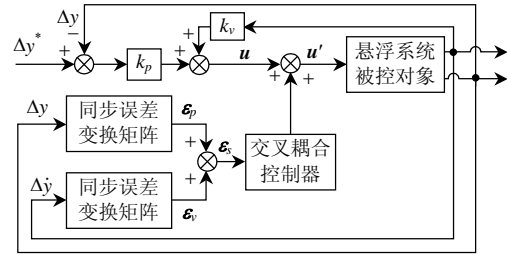 Δy
Δy*
−
+
k_p
+
+
k_v
u
+
+
u′
悬浮系统
被控对象
Δy
同步误差
变换矩阵
ε_p
+
+
ε_s
交叉耦合
控制器
Δẏ
同步误差
变换矩阵
ε_v